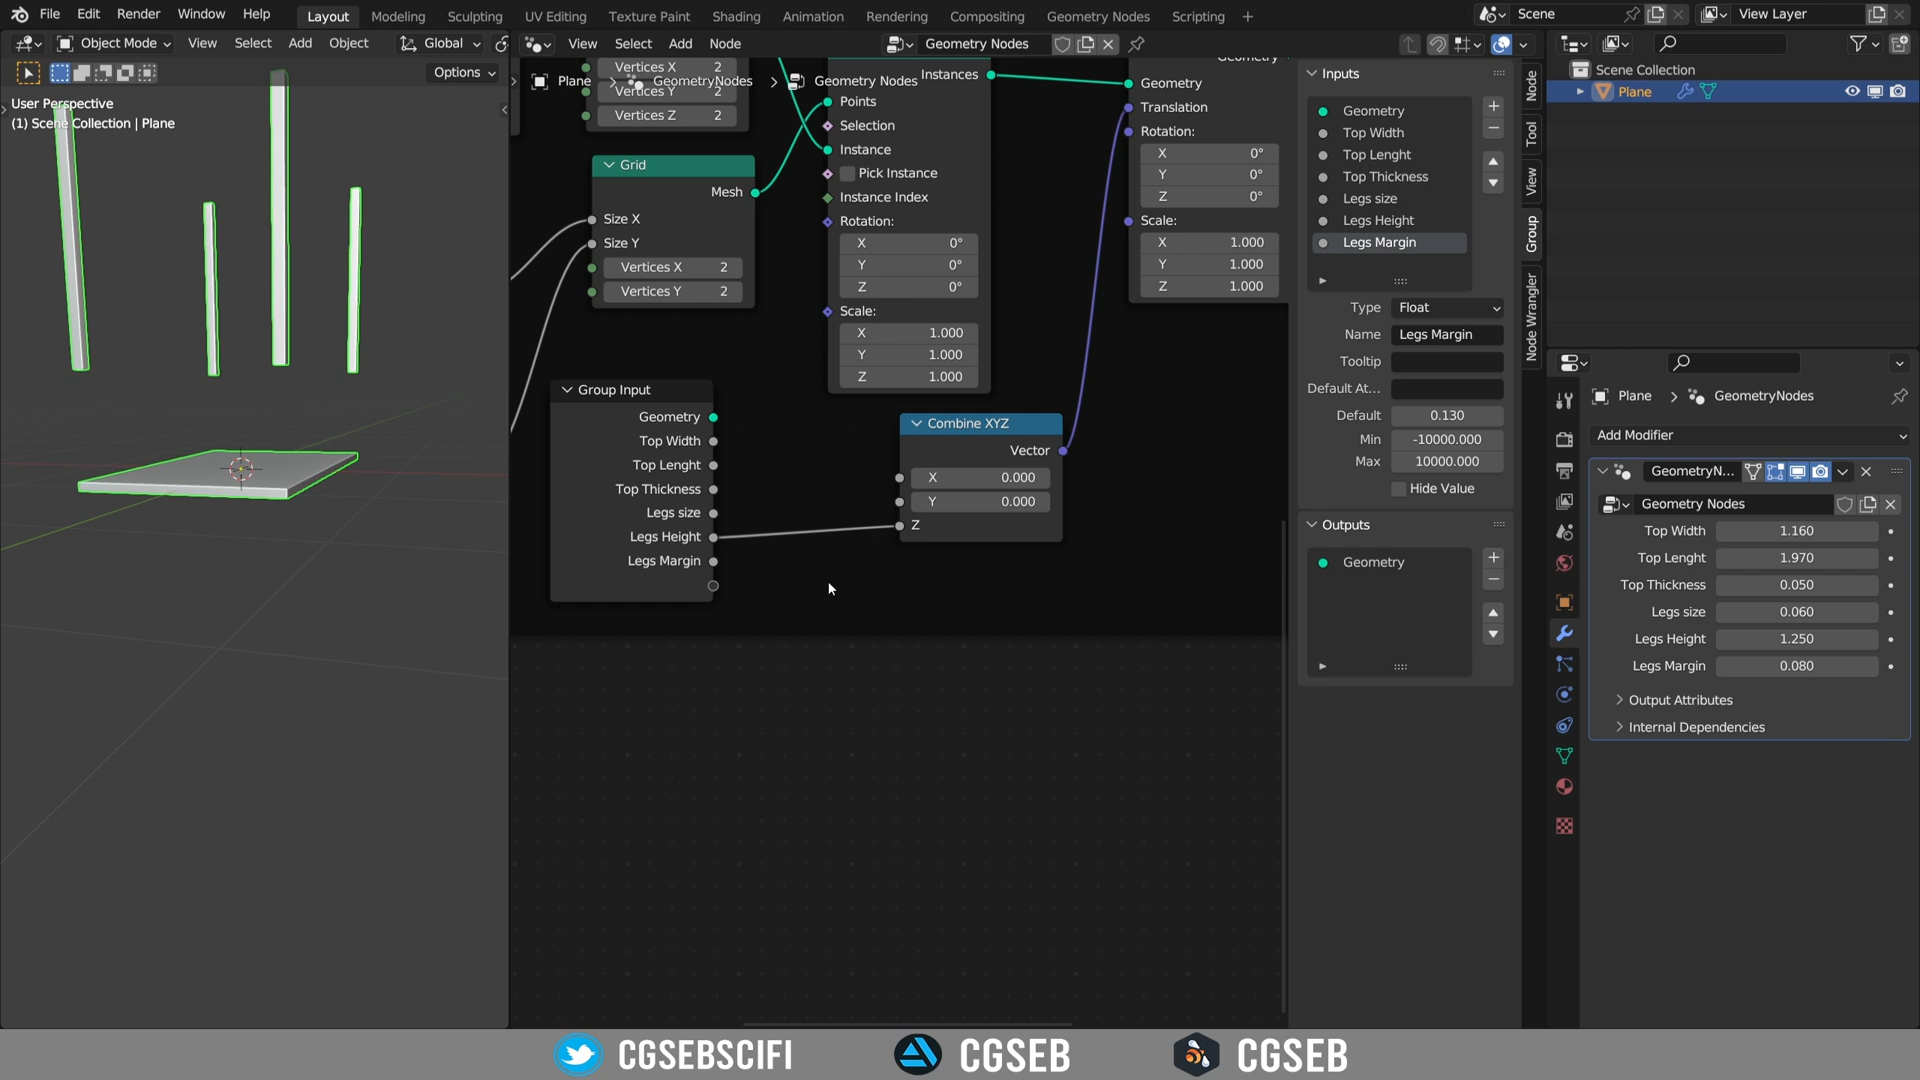 File Edit Render Window Help Layout Modeling Sculpting UV Editing Texture Paint Shading Animation Rendering Compositing Geometry Nodes Scripting + Scene View Layer
Object Mode View Select Add Object Global
View Select Add Node Geometry Nodes
Options
User Perspective
(1) Scene Collection | Plane
Plane > GeometryNodes > Geometry Nodes
Vertices X 2
Vertices Y 2
Vertices Z 2
Grid
Mesh
Size X
Size Y
Vertices X 2
Vertices Y 2
Instances
Points
Selection
Instance
Pick Instance
Instance Index
Rotation:
X 0°
Y 0°
Z 0°
Scale:
X 1.000
Y 1.000
Z 1.000
Geometry
Geometry
Translation
Rotation:
X 0°
Y 0°
Z 0°
Scale:
X 1.000
Y 1.000
Z 1.000
Group Input
Geometry
Top Width
Top Lenght
Top Thickness
Legs size
Legs Height
Legs Margin
Combine XYZ
Vector
X 0.000
Y 0.000
Z
Inputs
Geometry
Top Width
Top Lenght
Top Thickness
Legs size
Legs Height
Legs Margin
Type Float
Name Legs Margin
Tooltip
Default At...
Default 0.130
Min -10000.000
Max 10000.000
Hide Value
Outputs
Geometry
Node
Tool
View
Group
Node Wrangler
Scene Collection
Plane
Plane > GeometryNodes
Add Modifier
GeometryN...
Geometry Nodes
Top Width 1.160
Top Lenght 1.970
Top Thickness 0.050
Legs size 0.060
Legs Height 1.250
Legs Margin 0.080
Output Attributes
Internal Dependencies
CGSEBSCIFI CGSEB CGSEB